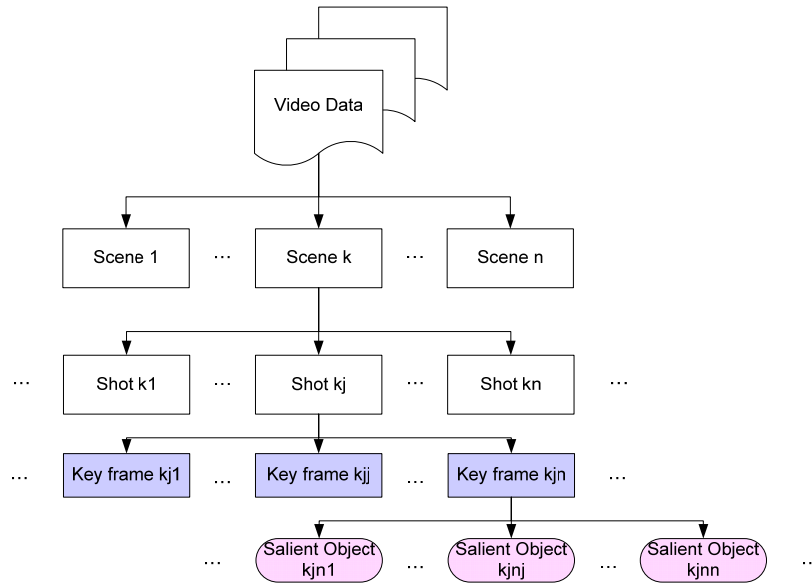 Video Data
Scene 1 ... Scene k ... Scene n
... Shot k1 ... Shot kj ... Shot kn ...
... Key frame kj1 ... Key frame kjj ... Key frame kjn ...
... Salient Object ... Salient Object ... Salient Object ...
kjn1 kjnj kjnn